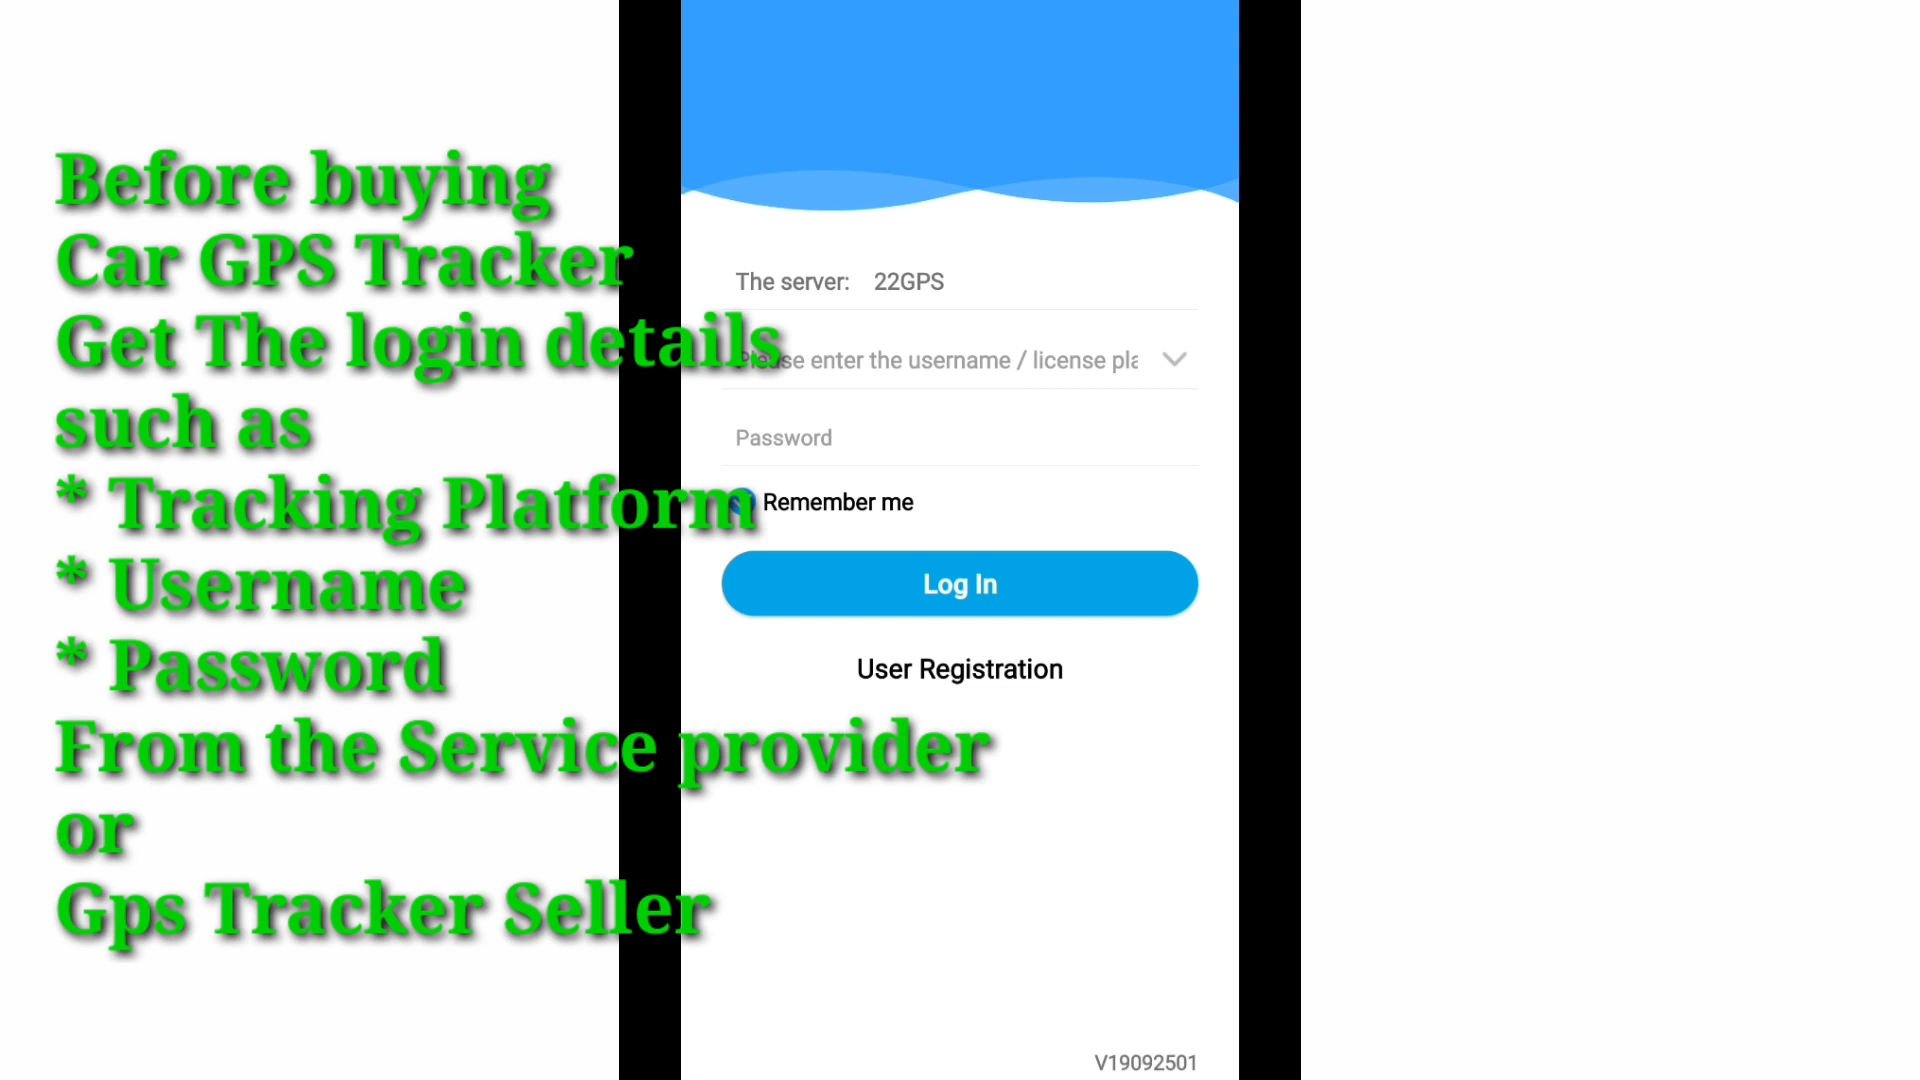 Before buying
Car GPS Tracker
Get The login details
such as
* Tracking Platform
* Username
* Password
From the Service provider
or
Gps Tracker Seller
The server: 22GPS
Please enter the username / license pla
Password
Remember me
Log In
User Registration
V19092501